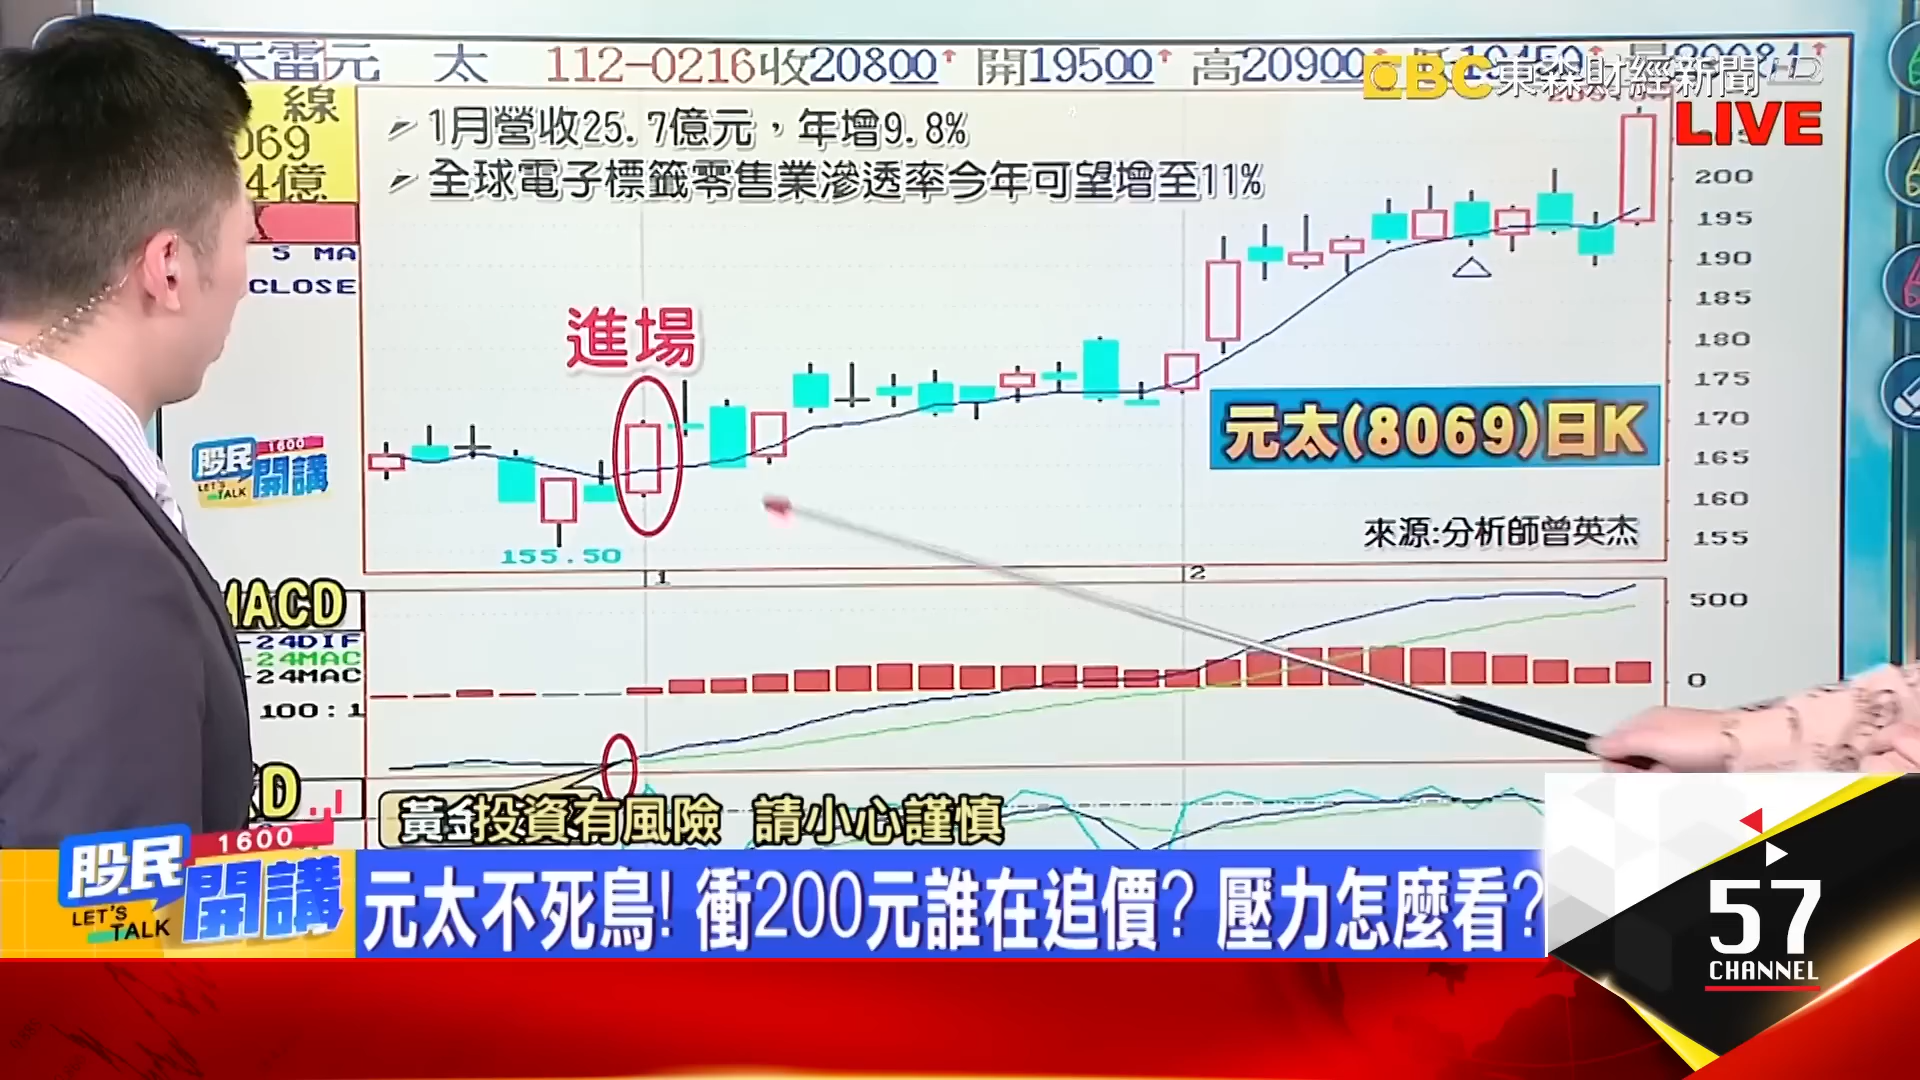 天雷元 太 112-0216收20800 開19500 高20900
EBC東森財經新聞
LIVE
線
069
4億
1月營收25.7億元，年增9.8%
全球電子標籤零售業滲透率今年可望增至11%
5 MA
CLOSE
進場
200
195
190
185
180
175
170
165
160
155
元太(8069)日K
來源:分析師曾英杰
155.50
1
2
股民開講
1600
LET'S TALK
MACD
-24DIF
-24MAC
-24MAC
100:1
500
0
KD
投資有風險 請小心謹慎
股民開講
1600
LET'S TALK
元太不死鳥! 衝200元誰在追價? 壓力怎麼看?
57
CHANNEL